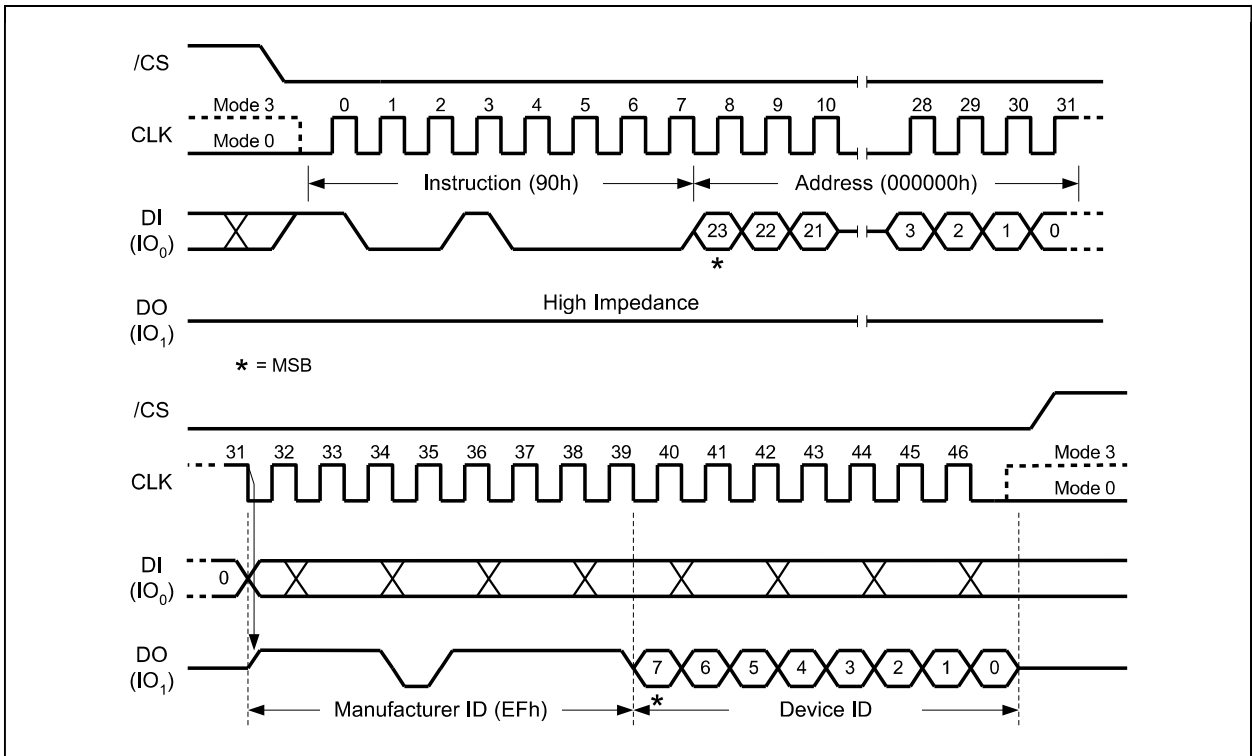 /CS
Mode 3 0 1 2 3 4 5 6 7 8 9 10 28 29 30 31
CLK
Mode 0
Instruction (90h) Address (000000h)
DI
(IO0) 23 22 21 3 2 1 0
*
High Impedance
DO
(IO1)
* = MSB
/CS
31 32 33 34 35 36 37 38 39 40 41 42 43 44 45 46 Mode 3
CLK
Mode 0
DI
(IO0) 0
DO
(IO1) 7 6 5 4 3 2 1 0
*
Manufacturer ID (EFh) Device ID